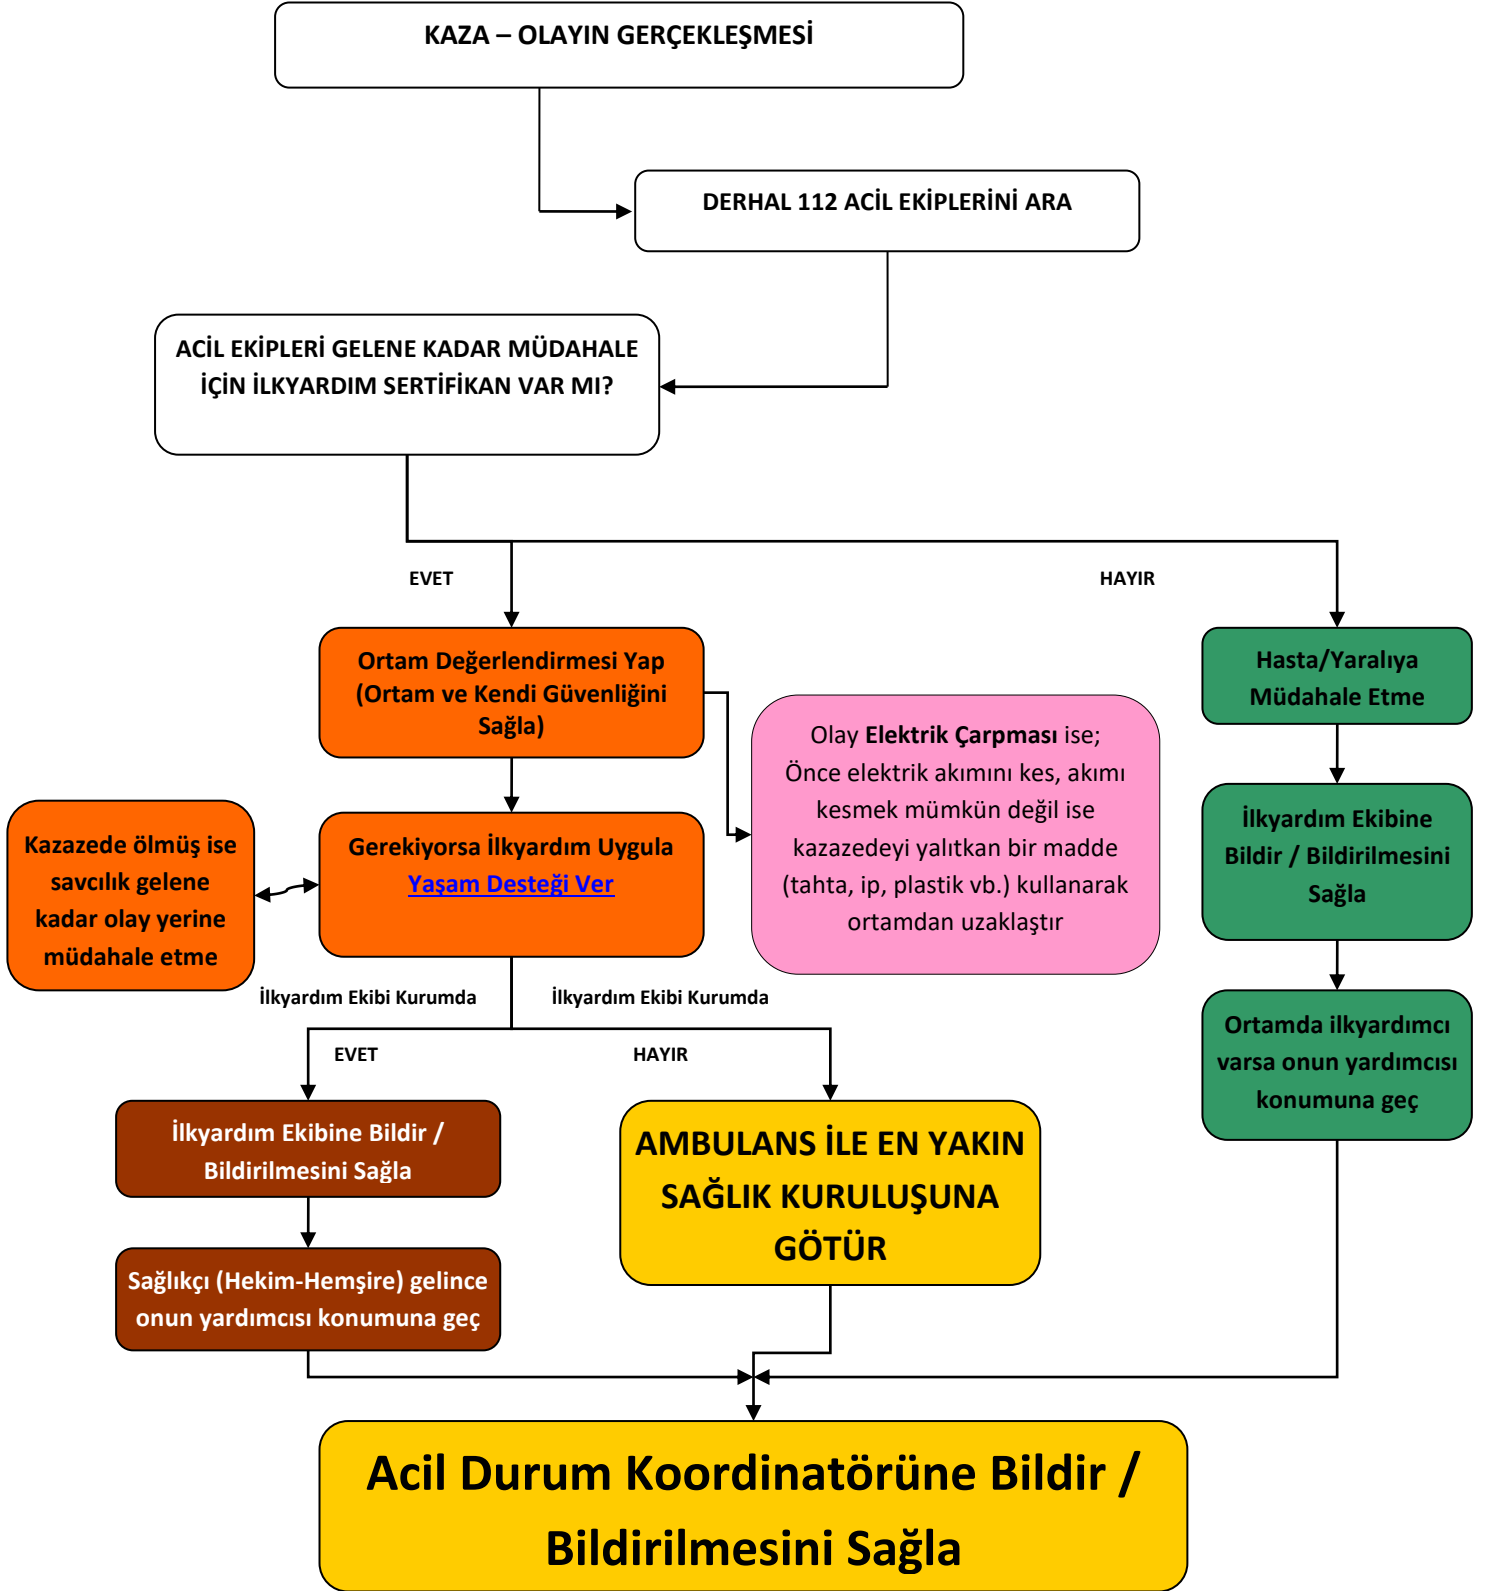 KAZA – OLAYIN GERÇEKLEŞMESİ
DERHAL 112 ACİL EKİPLERİNİ ARA
ACİL EKİPLERİ GELENE KADAR MÜDAHALE
İÇİN İLKYARDIM SERTİFİKAN VAR MI?
EVET
HAYIR
Ortam Değerlendirmesi Yap
(Ortam ve Kendi Güvenliğini
Sağla)
Hasta/Yaralıya
Müdahale Etme
Olay Elektrik Çarpması ise;
Önce elektrik akımını kes, akımı
kesmek mümkün değil ise
kazazedeyi yalıtkan bir madde
(tahta, ip, plastik vb.) kullanarak
ortamdan uzaklaştır
Kazazede ölmüş ise
savcılık gelene
kadar olay yerine
müdahale etme
Gerekiyorsa İlkyardım Uygula
Yaşam Desteği Ver
İlkyardım Ekibine
Bildir / Bildirilmesini
Sağla
İlkyardım Ekibi Kurumda
İlkyardım Ekibi Kurumda
EVET
HAYIR
Ortamda ilkyardımcı
varsa onun yardımcısı
konumuna geç
İlkyardım Ekibine Bildir /
Bildirilmesini Sağla
AMBULANS İLE EN YAKIN
SAĞLIK KURULUŞUNA
GÖTÜR
Sağlıkçı (Hekim-Hemşire) gelince
onun yardımcısı konumuna geç
Acil Durum Koordinatörüne Bildir /
Bildirilmesini Sağla